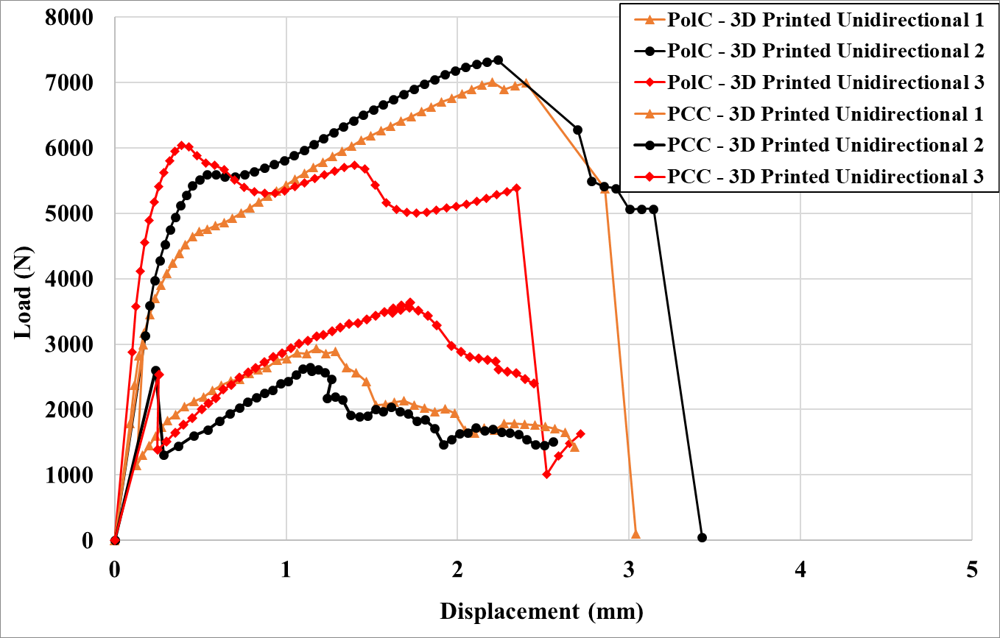 8000
7000
6000
5000
4000
3000
2000
1000
0
Load (N)
0 1 2 3 4 5
Displacement (mm)
PolC - 3D Printed Unidirectional 1
PolC - 3D Printed Unidirectional 2
PolC - 3D Printed Unidirectional 3
PCC - 3D Printed Unidirectional 1
PCC - 3D Printed Unidirectional 2
PCC - 3D Printed Unidirectional 3